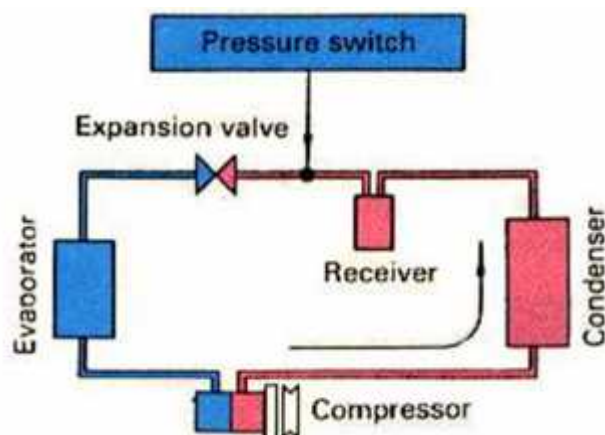 Pressure switch
Expansion valve
Evaporator
Receiver
Condenser
Compressor